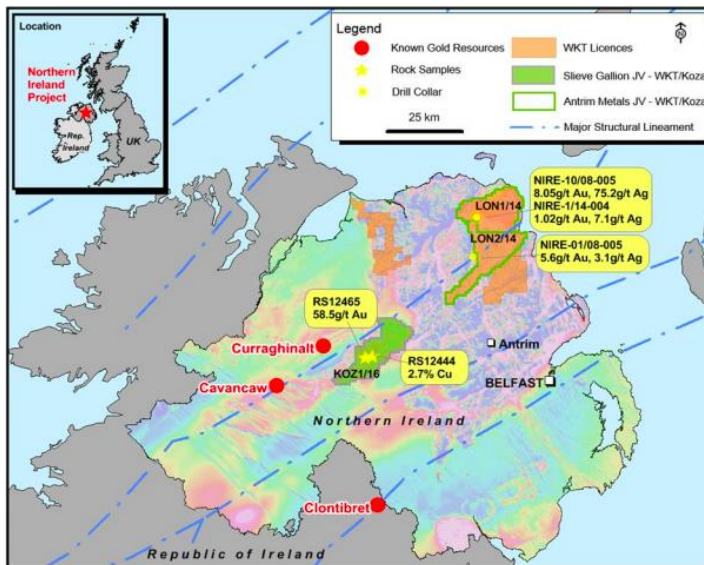 Location
Northern
Ireland
Project
Rep.
Ireland
UK
Legend
Known Gold Resources
Rock Samples
Drill Collar
25 km
WKT Licences
Slieve Gallion JV - WKT/Koza
Antrim Metals JV - WKT/Koza
Major Structural Lineament
N
NIRE-10/08-005
8.05g/t Au, 75.2g/t Ag
NIRE-1/14-004
1.02g/t Au, 7.1g/t Ag
LON1/14
LON2/14
NIRE-01/08-005
5.6g/t Au, 3.1g/t Ag
RS12465
58.5g/t Au
Curraghinalt
Antrim
RS12444
2.7% Cu
KOZ1/16
Cavancaw
BELFAST
Northern Ireland
Clontibret
Republic of Ireland